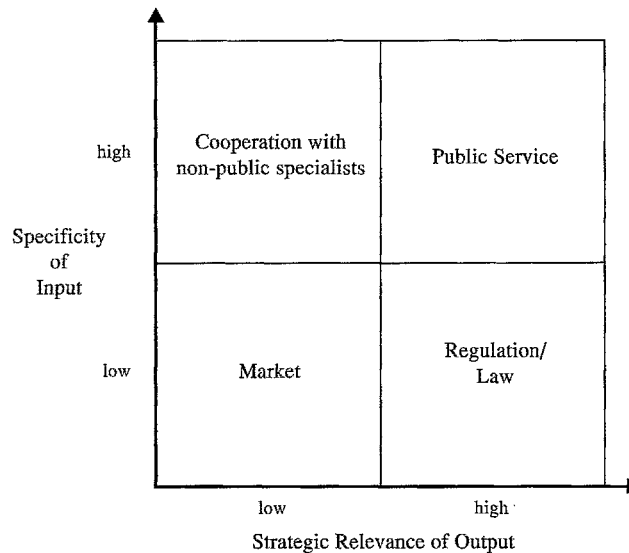 Cooperation with
non-public specialists
Public Service
high
Specificity
of
Input
low
Market
Regulation/
Law
low
high
Strategic Relevance of Output